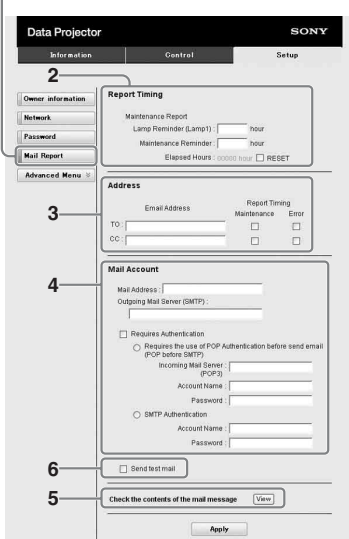 Data Projector
SONY
Information
Control
Setup
2
Owner information
Network
Password
Mail Report
Advanced Menu
Report Timing
Maintenance Report
Lamp Reminder (Lamp1) : hour
Maintenance Reminder : hour
Elapsed Hours : 00000 hour RESET
3
Address
Email Address
Report Timing
Maintenance Error
TO :
CC :
4
Mail Account
Mail Address :
Outgoing Mail Server (SMTP) :
Requires Authentication
Requires the use of POP Authentication before send email
(POP before SMTP)
Incoming Mail Server :
(POP3)
Account Name :
Password :
SMTP Authentication
Account Name :
Password :
6
Send test mail
5
Check the contents of the mail message View
Apply